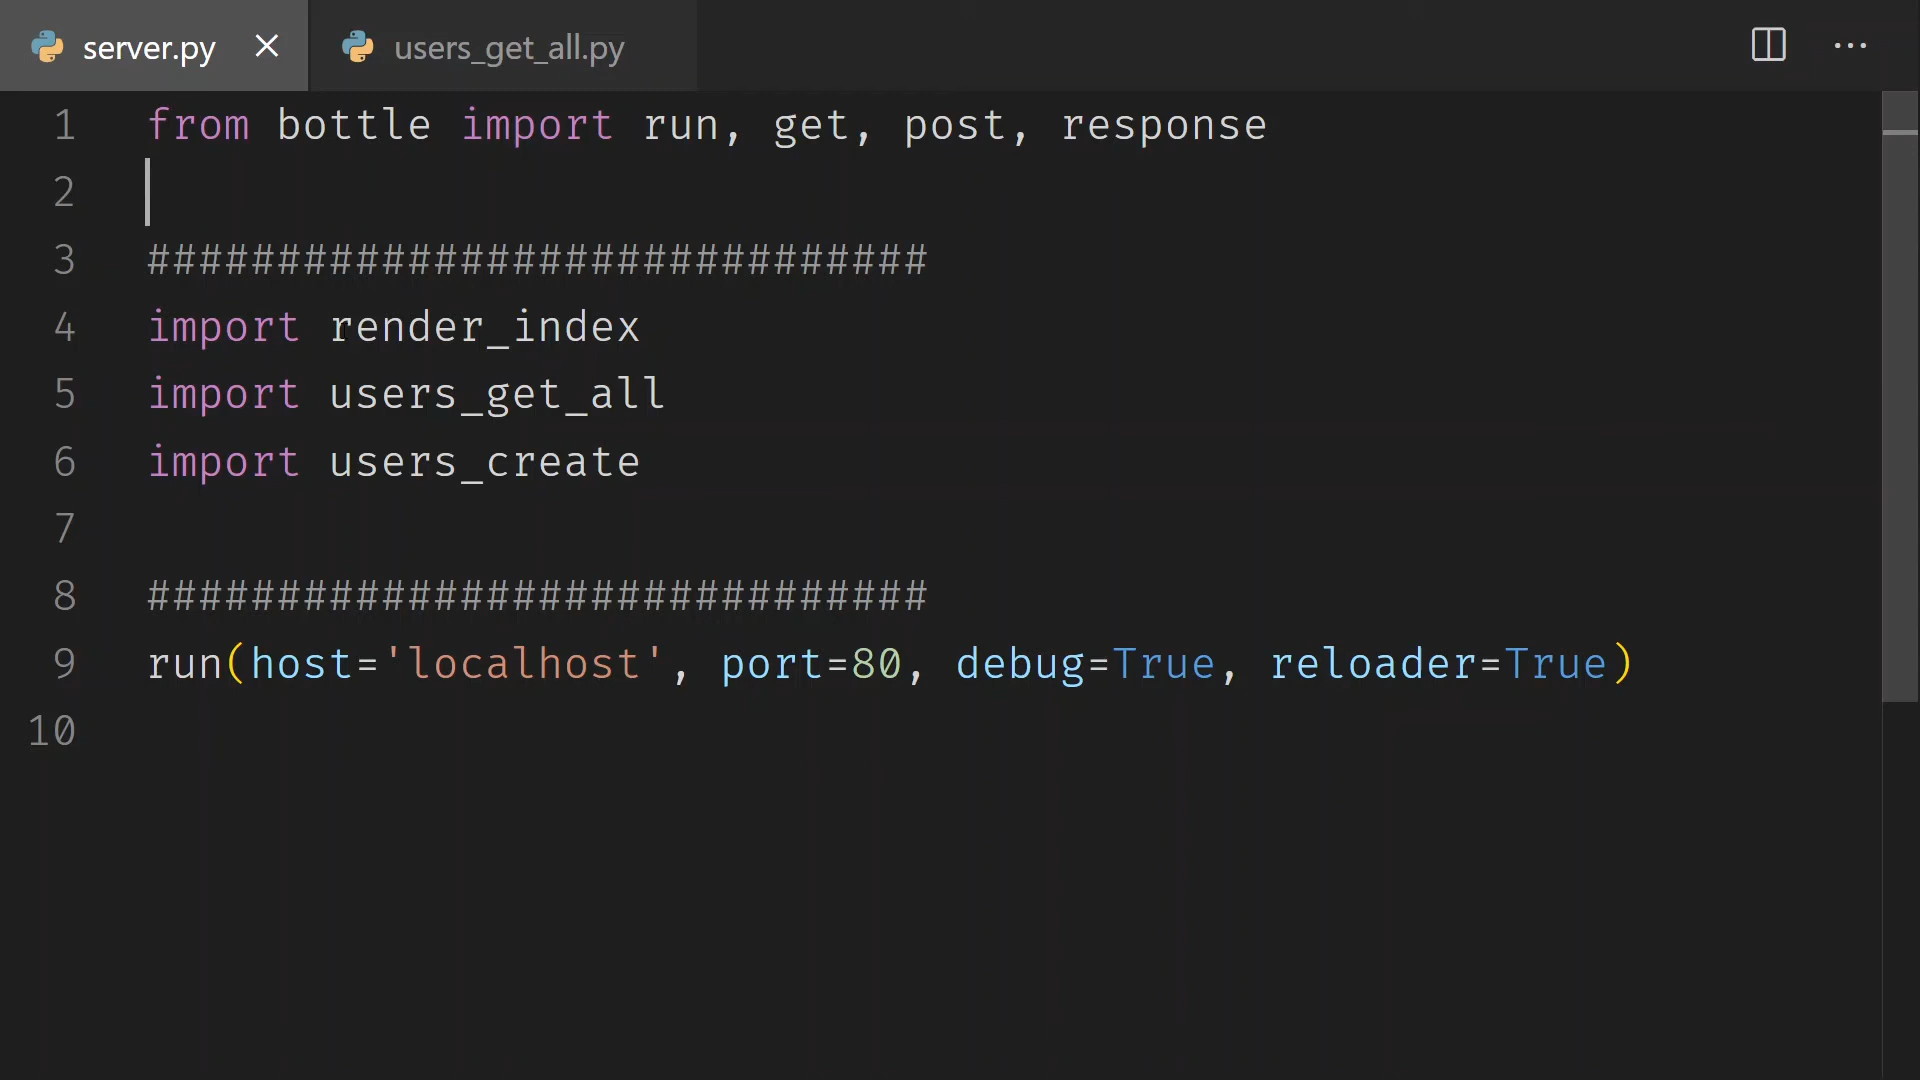 server.py users_get_all.py
1 from bottle import run, get, post, response
2
3 ##############################
4 import render_index
5 import users_get_all
6 import users_create
7
8 ##############################
9 run(host='localhost', port=80, debug=True, reloader=True)
10